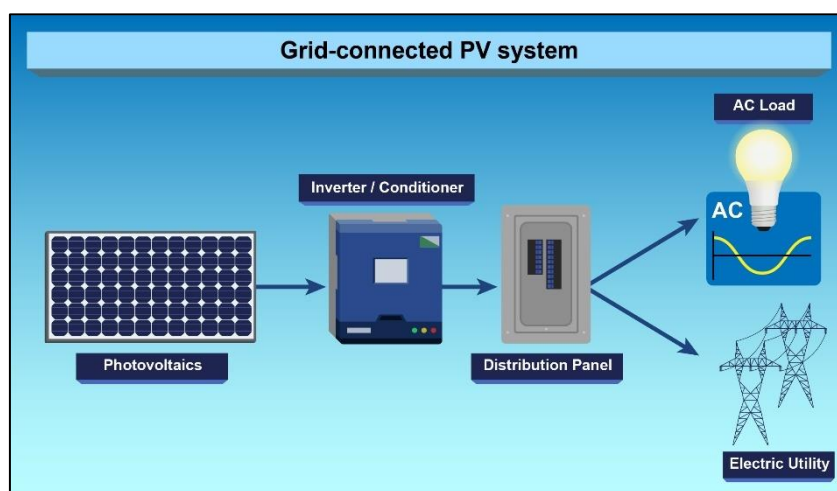 Grid-connected PV system
AC Load
Inverter / Conditioner
AC
Photovoltaics
Distribution Panel
Electric Utility